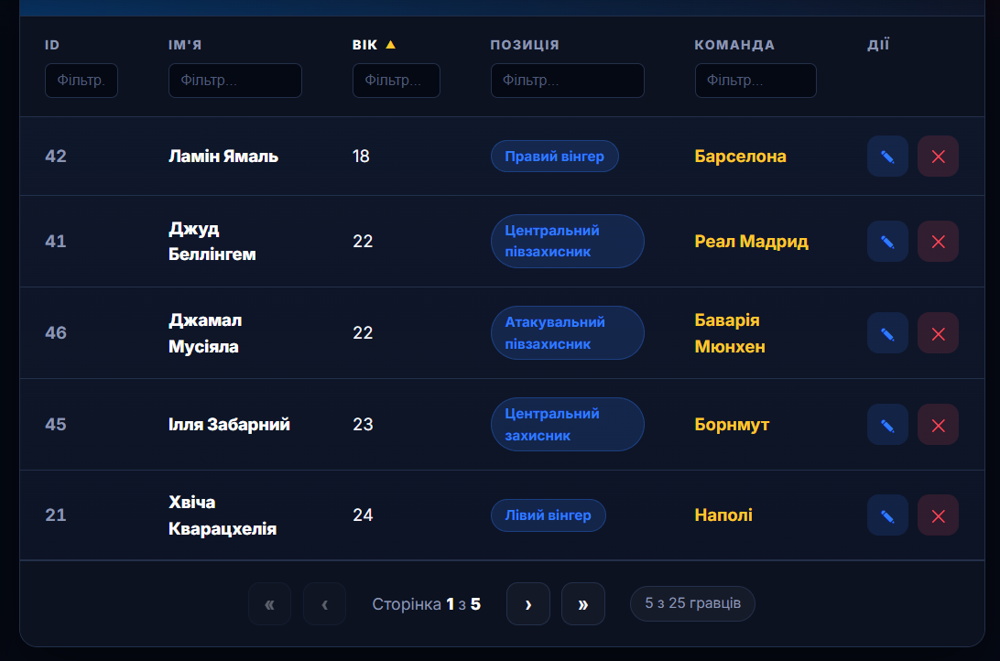 ID ІМ'Я ВІК ▲ ПОЗИЦІЯ КОМАНДА ДІЇ
Фільтр. Фільтр... Фільтр... Фільтр... Фільтр...
42 Ламін Ямаль 18 Правий вінгер Барселона
41 Джуд Беллінгем 22 Центральний півзахисник Реал Мадрид
46 Джамал Мусіяла 22 Атакувальний півзахисник Баварія Мюнхен
45 Ілля Забарний 23 Центральний захисник Борнмут
21 Хвіча Кварацхелія 24 Лівий вінгер Наполі
« ‹ Сторінка 1 з 5 › » 5 з 25 гравців